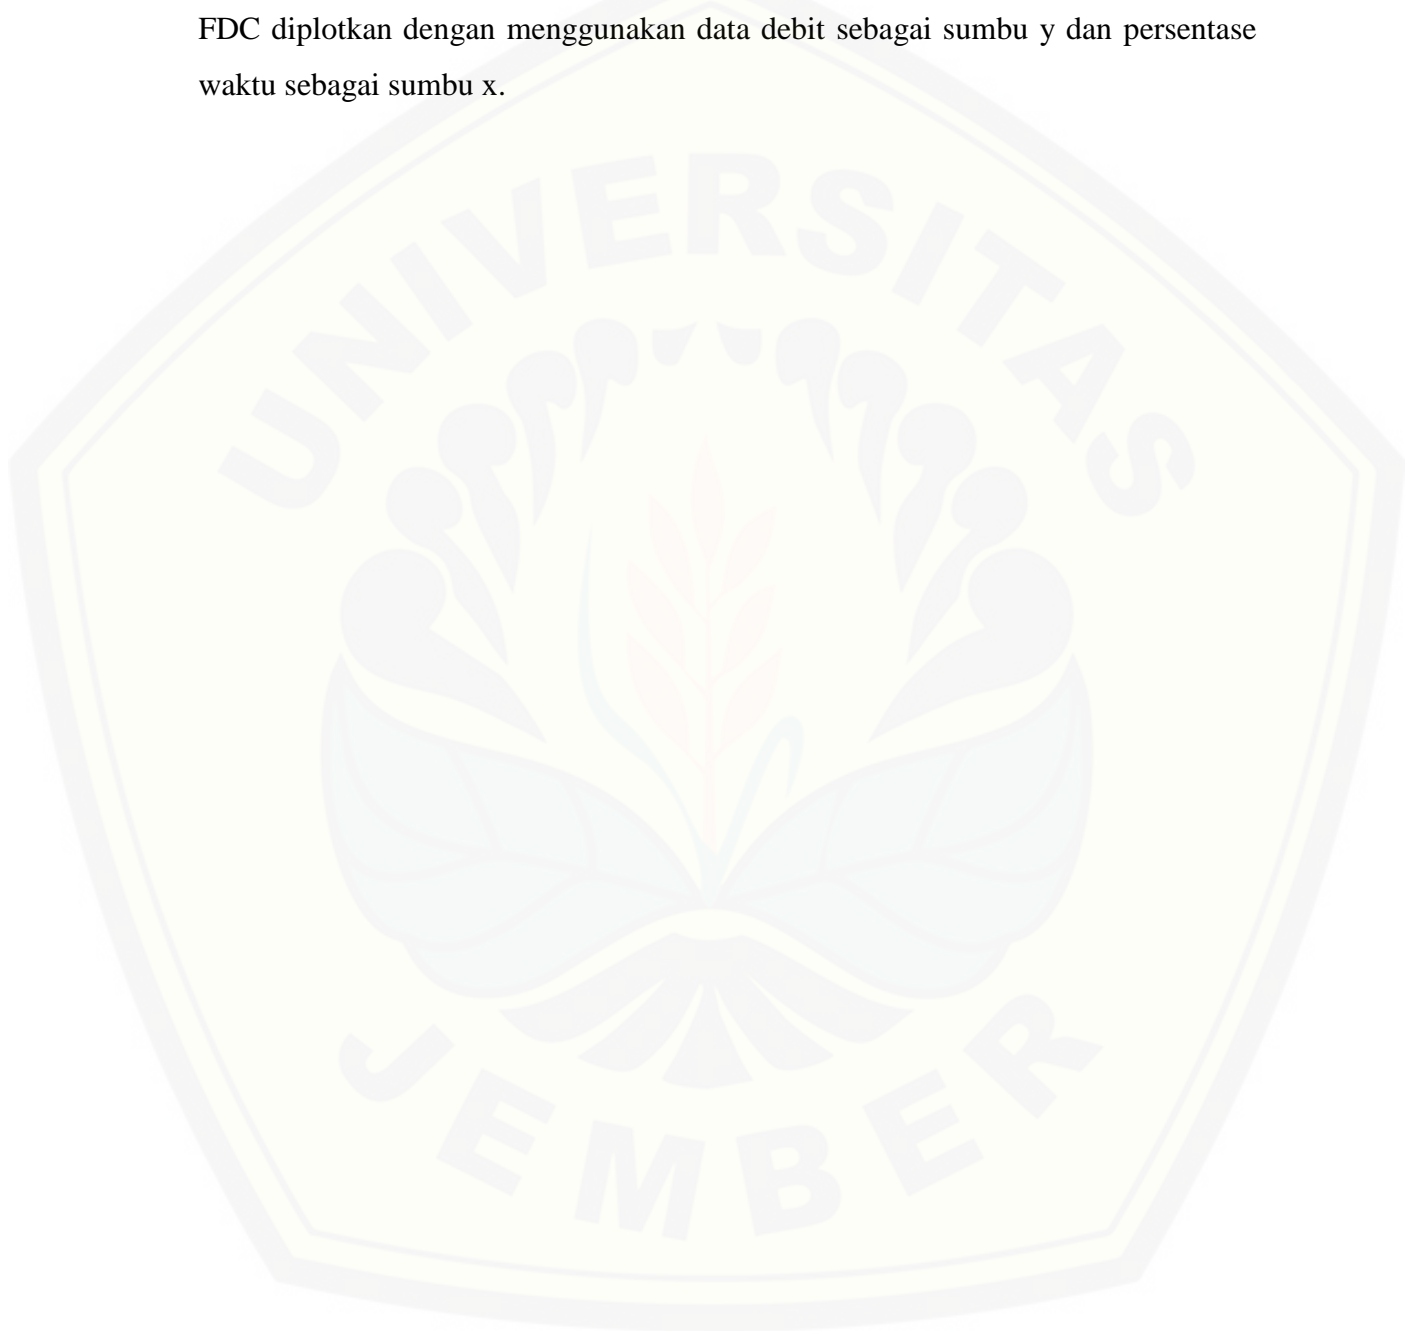 FDC diplotkan dengan menggunakan data debit sebagai sumbu y dan persentase
waktu sebagai sumbu x.
UNIVERSITAS
JEMBER